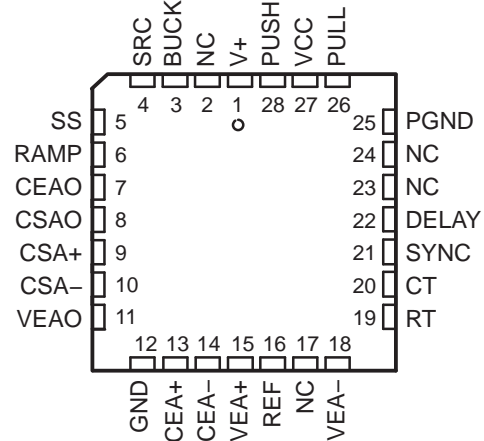 SRC BUCK NC V+ PUSH VCC PULL
4 3 2 1 28 27 26
SS 5 25 PGND
RAMP 6 24 NC
CEAO 7 23 NC
CSAO 8 22 DELAY
CSA+ 9 21 SYNC
CSA− 10 20 CT
VEAO 11 19 RT
12 13 14 15 16 17 18
GND CEA+ CEA− VEA+ REF NC VEA−